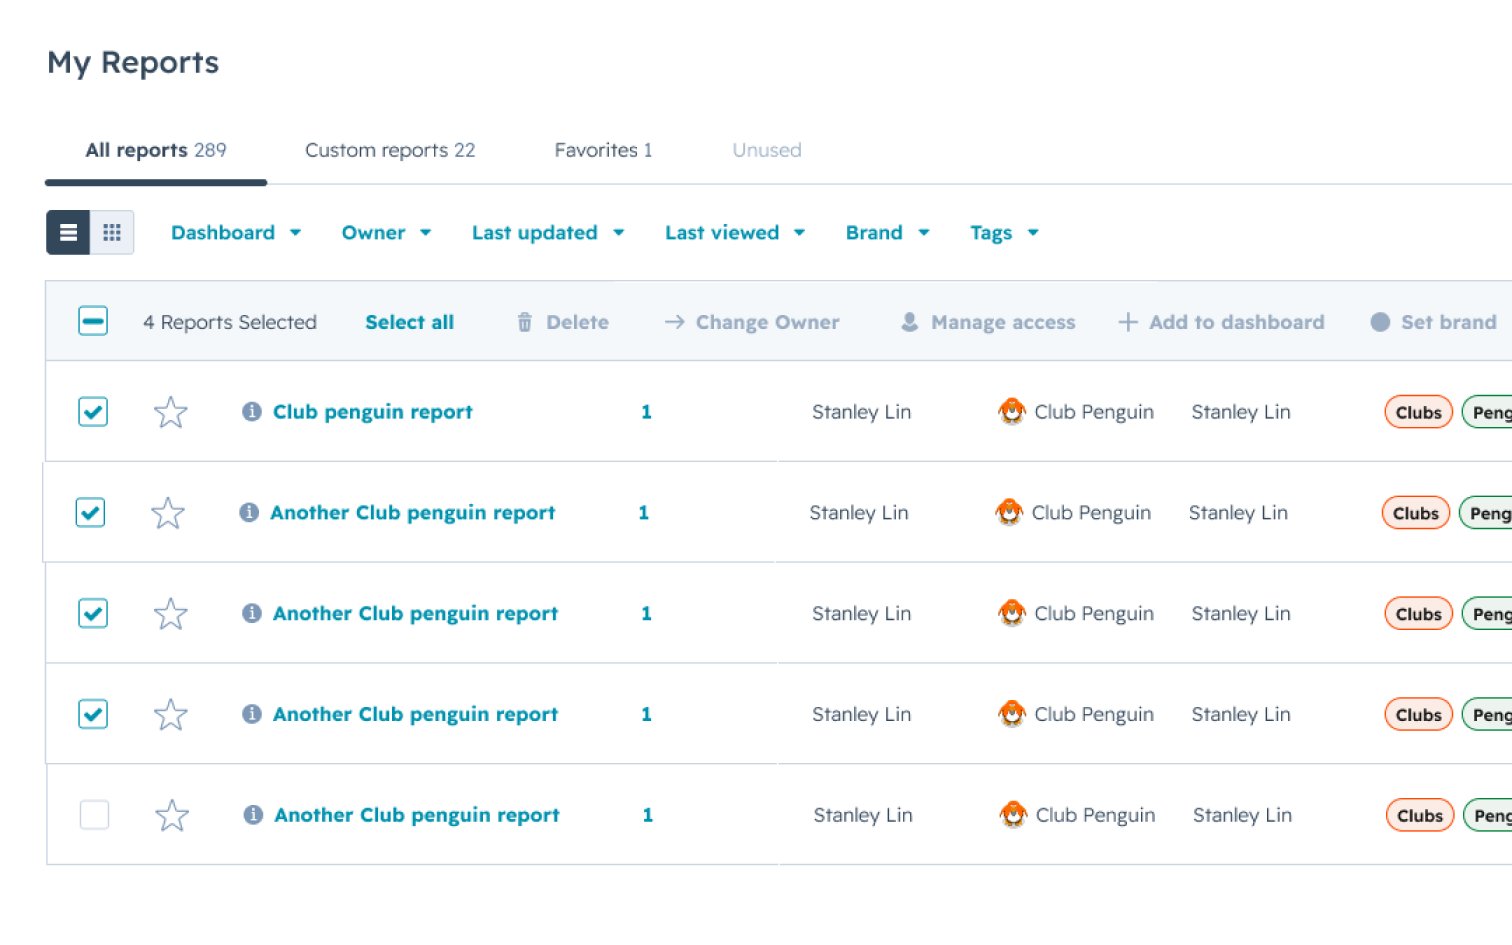 My Reports
All reports 289 Custom reports 22 Favorites 1 Unused
Dashboard Owner Last updated Last viewed Brand Tags
4 Reports Selected Select all Delete Change Owner Manage access Add to dashboard Set brand
Club penguin report 1 Stanley Lin Club Penguin Stanley Lin Clubs Peng
Another Club penguin report 1 Stanley Lin Club Penguin Stanley Lin Clubs Peng
Another Club penguin report 1 Stanley Lin Club Penguin Stanley Lin Clubs Peng
Another Club penguin report 1 Stanley Lin Club Penguin Stanley Lin Clubs Peng
Another Club penguin report 1 Stanley Lin Club Penguin Stanley Lin Clubs Peng